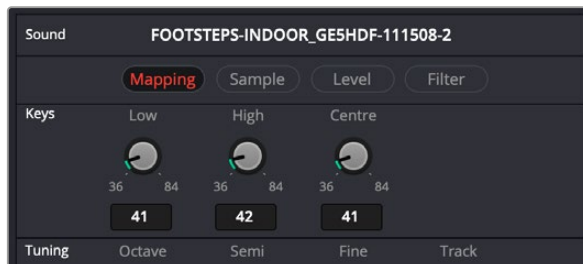 Sound FOOTSTEPS-INDOOR_GE5HDF-111508-2
Mapping Sample Level Filter
Keys Low High Centre
36 84 36 84 36 84
41 42 41
Tuning Octave Semi Fine Track